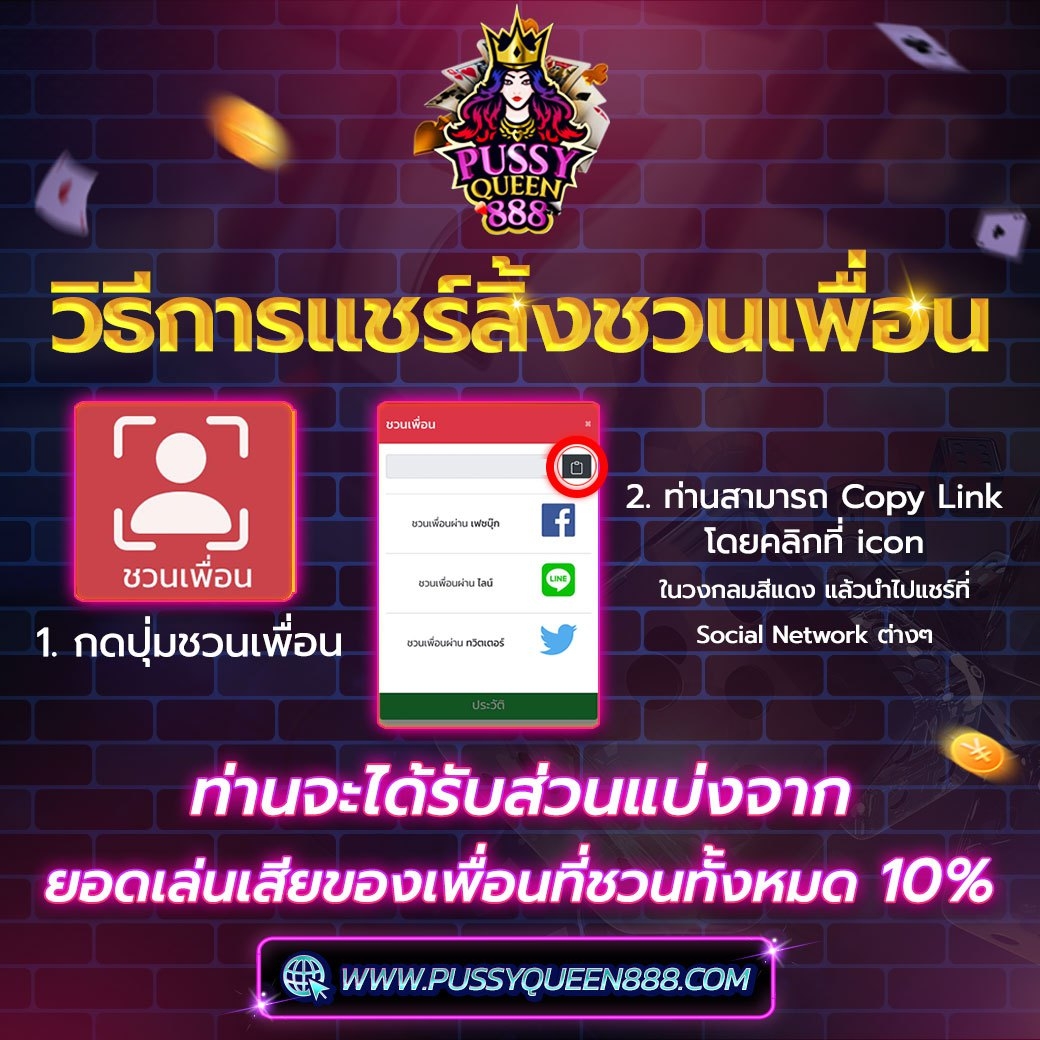 PUSSY
QUEEN
888
วิธีการแชร์ลิ้งชวนเพื่อน
ชวนเพื่อน
1. กดปุ่มชวนเพื่อน
ชวนเพื่อน
ชวนเพื่อนผ่าน เฟซบุ๊ก
ชวนเพื่อนผ่าน ไลน์
LINE
ชวนเพื่อนผ่าน ทวิตเตอร์
ประวัติ
2. ท่านสามารถ Copy Link
โดยคลิกที่ icon
ในวงกลมสีแดง แล้วนำไปแชร์ที่
Social Network ต่างๆ
ท่านจะได้รับส่วนแบ่งจาก
ยอดเล่นเสียของเพื่อนที่ชวนทั้งหมด 10%
WWW.PUSSYQUEEN888.COM